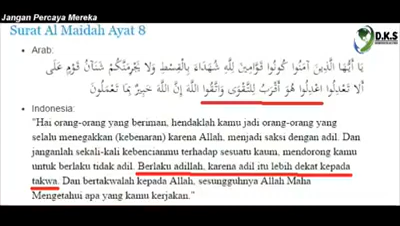 Jangan Percaya Mereka
D.K.S
Surat Al Maidah Ayat 8
Arab:
يَا أَيُّهَا الَّذِينَ آمَنُوا كُونُوا قَوَّامِينَ لِلَّهِ شُهَدَاءَ بِالْقِسْطِ وَلَا يَجْرِمَنَّكُمْ شَنَآنُ قَوْمٍ عَلَى
أَلَّا تَعْدِلُوا اعْدِلُوا هُوَ أَقْرَبُ لِلتَّقْوَى وَاتَّقُوا اللَّهَ إِنَّ اللَّهَ خَبِيرٌ بِمَا تَعْمَلُونَ
Indonesia:
"Hai orang-orang yang beriman, hendaklah kamu jadi orang-orang yang
selalu menegakkan (kebenaran) karena Allah, menjadi saksi dengan adil. Dan
janganlah sekali-kali kebencianmu terhadap sesuatu kaum, mendorong kamu
untuk berlaku tidak adil. Berlaku adillah, karena adil itu lebih dekat kepada
takwa. Dan bertakwalah kepada Allah, sesungguhnya Allah Maha
Mengetahui apa yang kamu kerjakan."